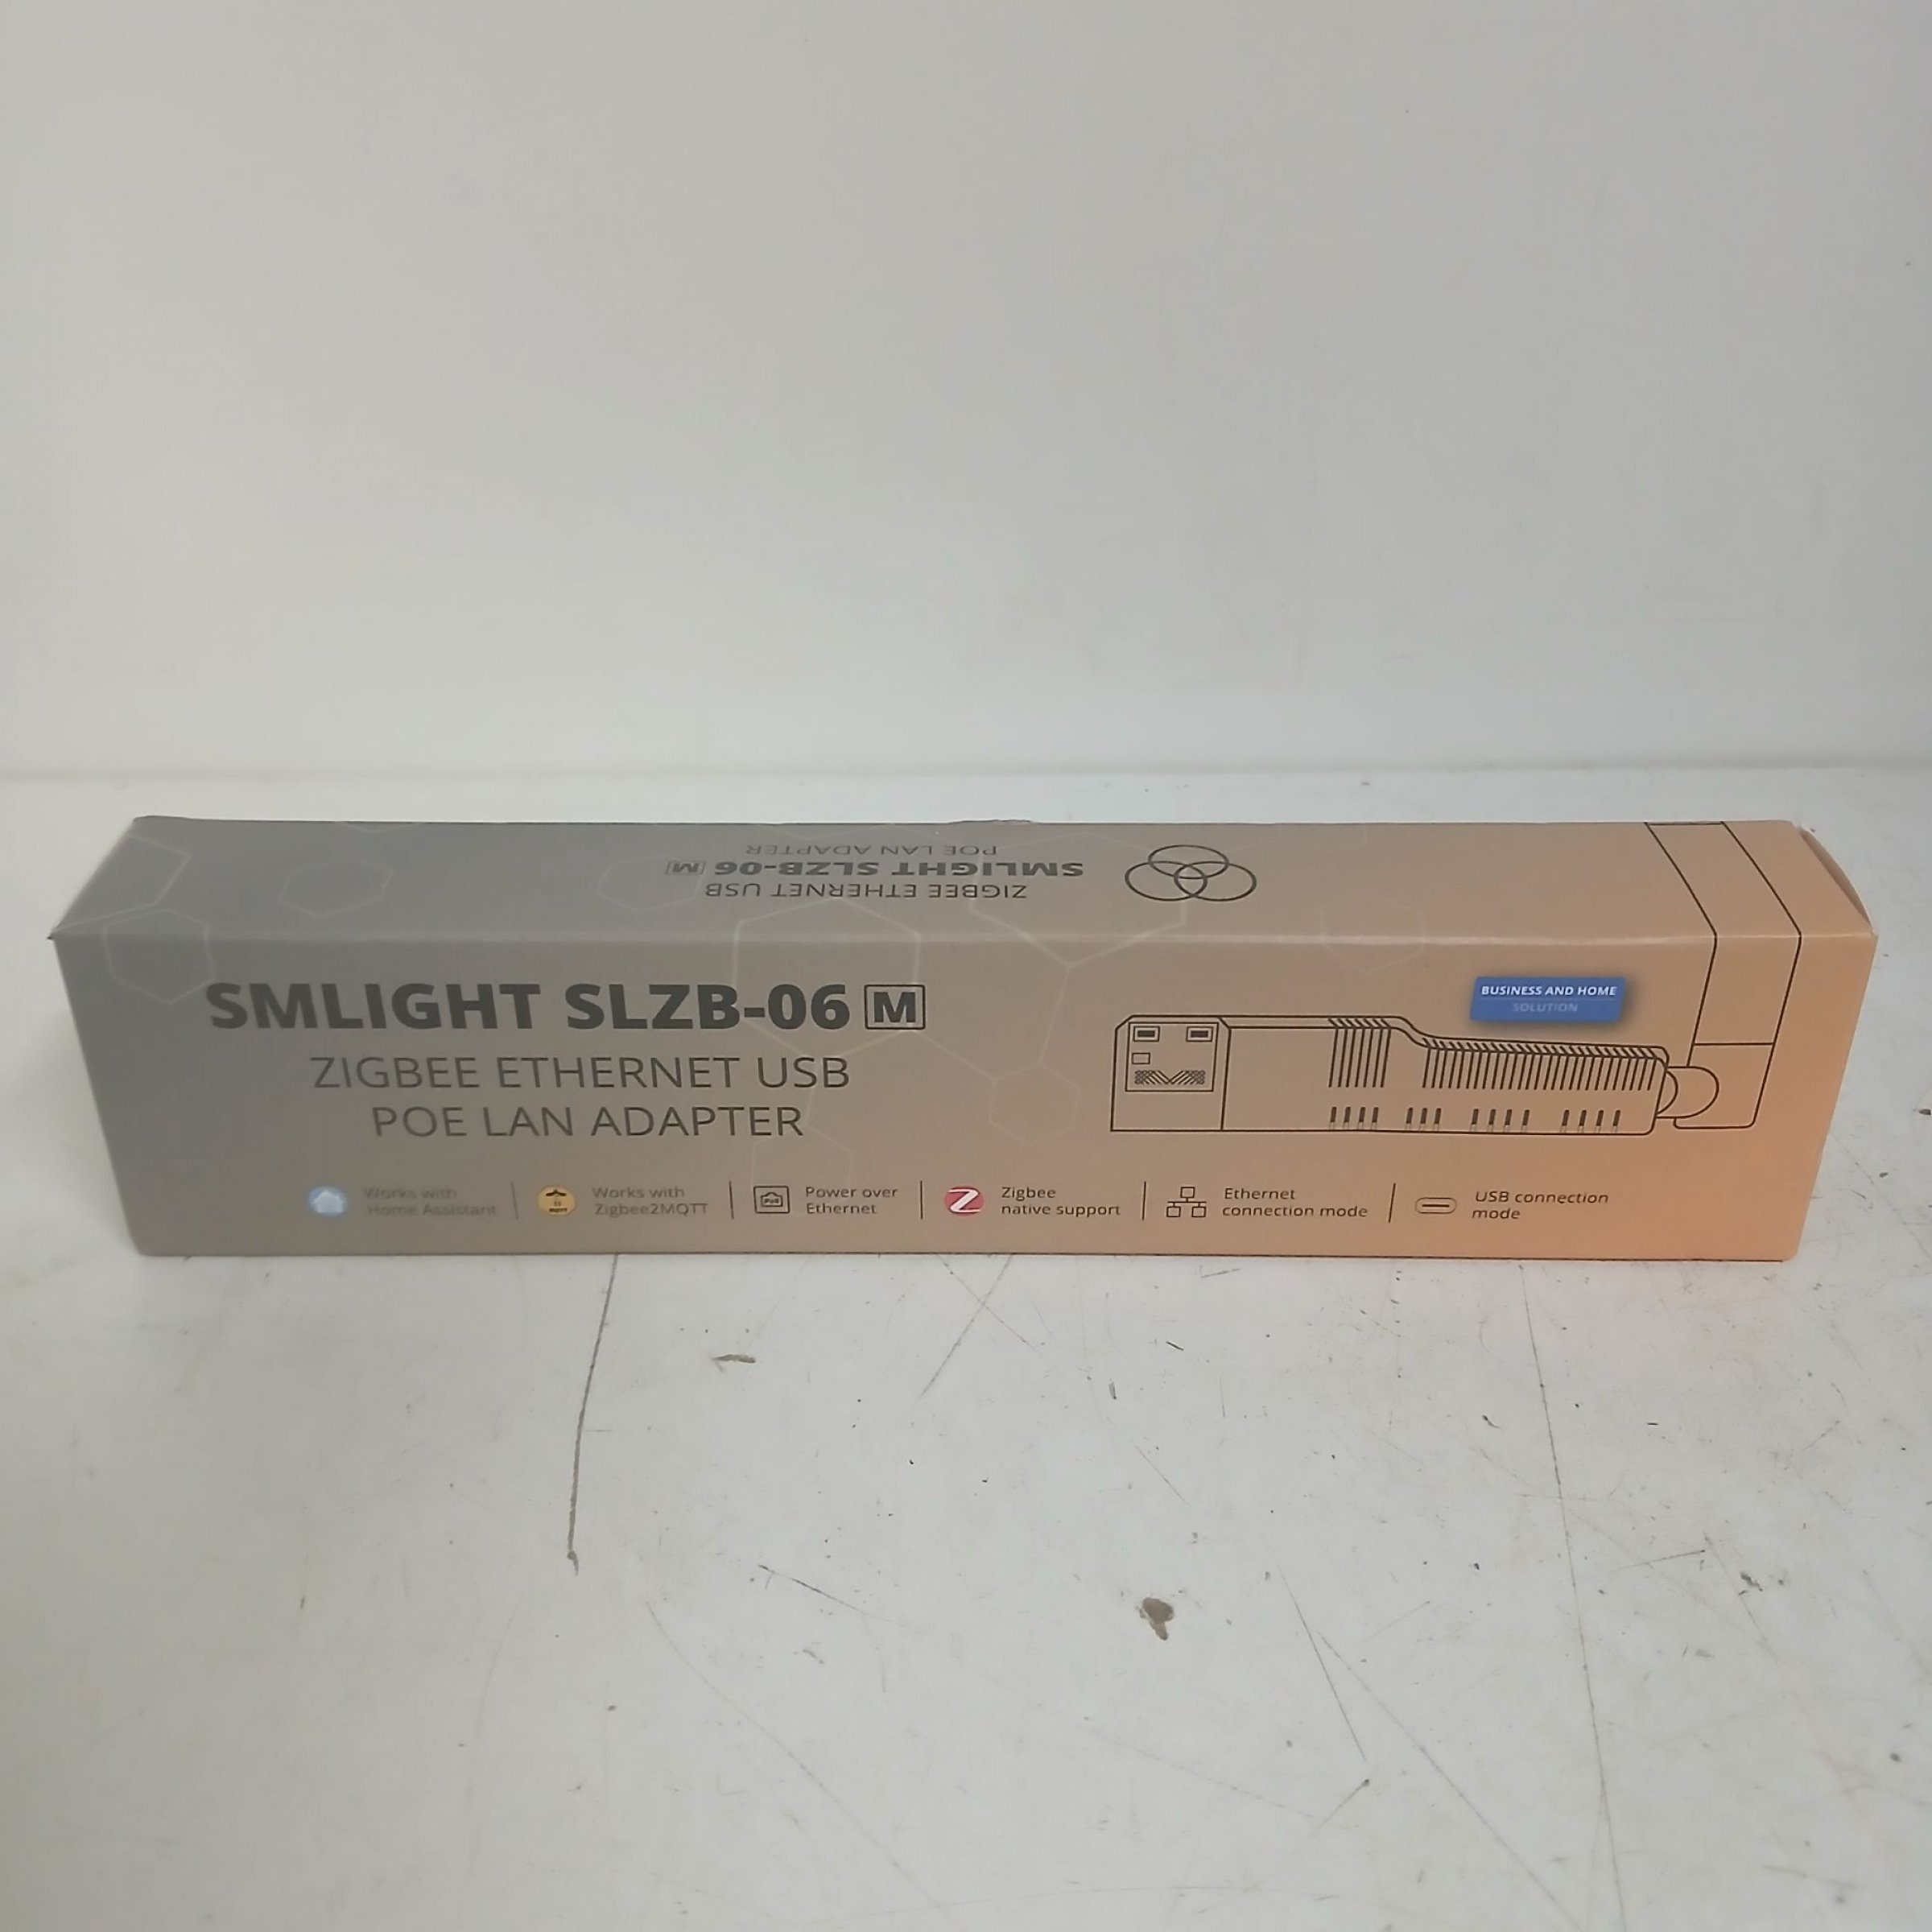 ZIGBEE ETHERNET USB
SMLIGHT SLZB-06 M
POE LAN ADAPTER
SMLIGHT SLZB-06 M
ZIGBEE ETHERNET USB
POE LAN ADAPTER
BUSINESS AND HOME
SOLUTION
Works with
Home Assistant
Works with
Zigbee2MQTT
PoE
Power over
Ethernet
Zigbee
native support
Ethernet
connection mode
USB connection
mode